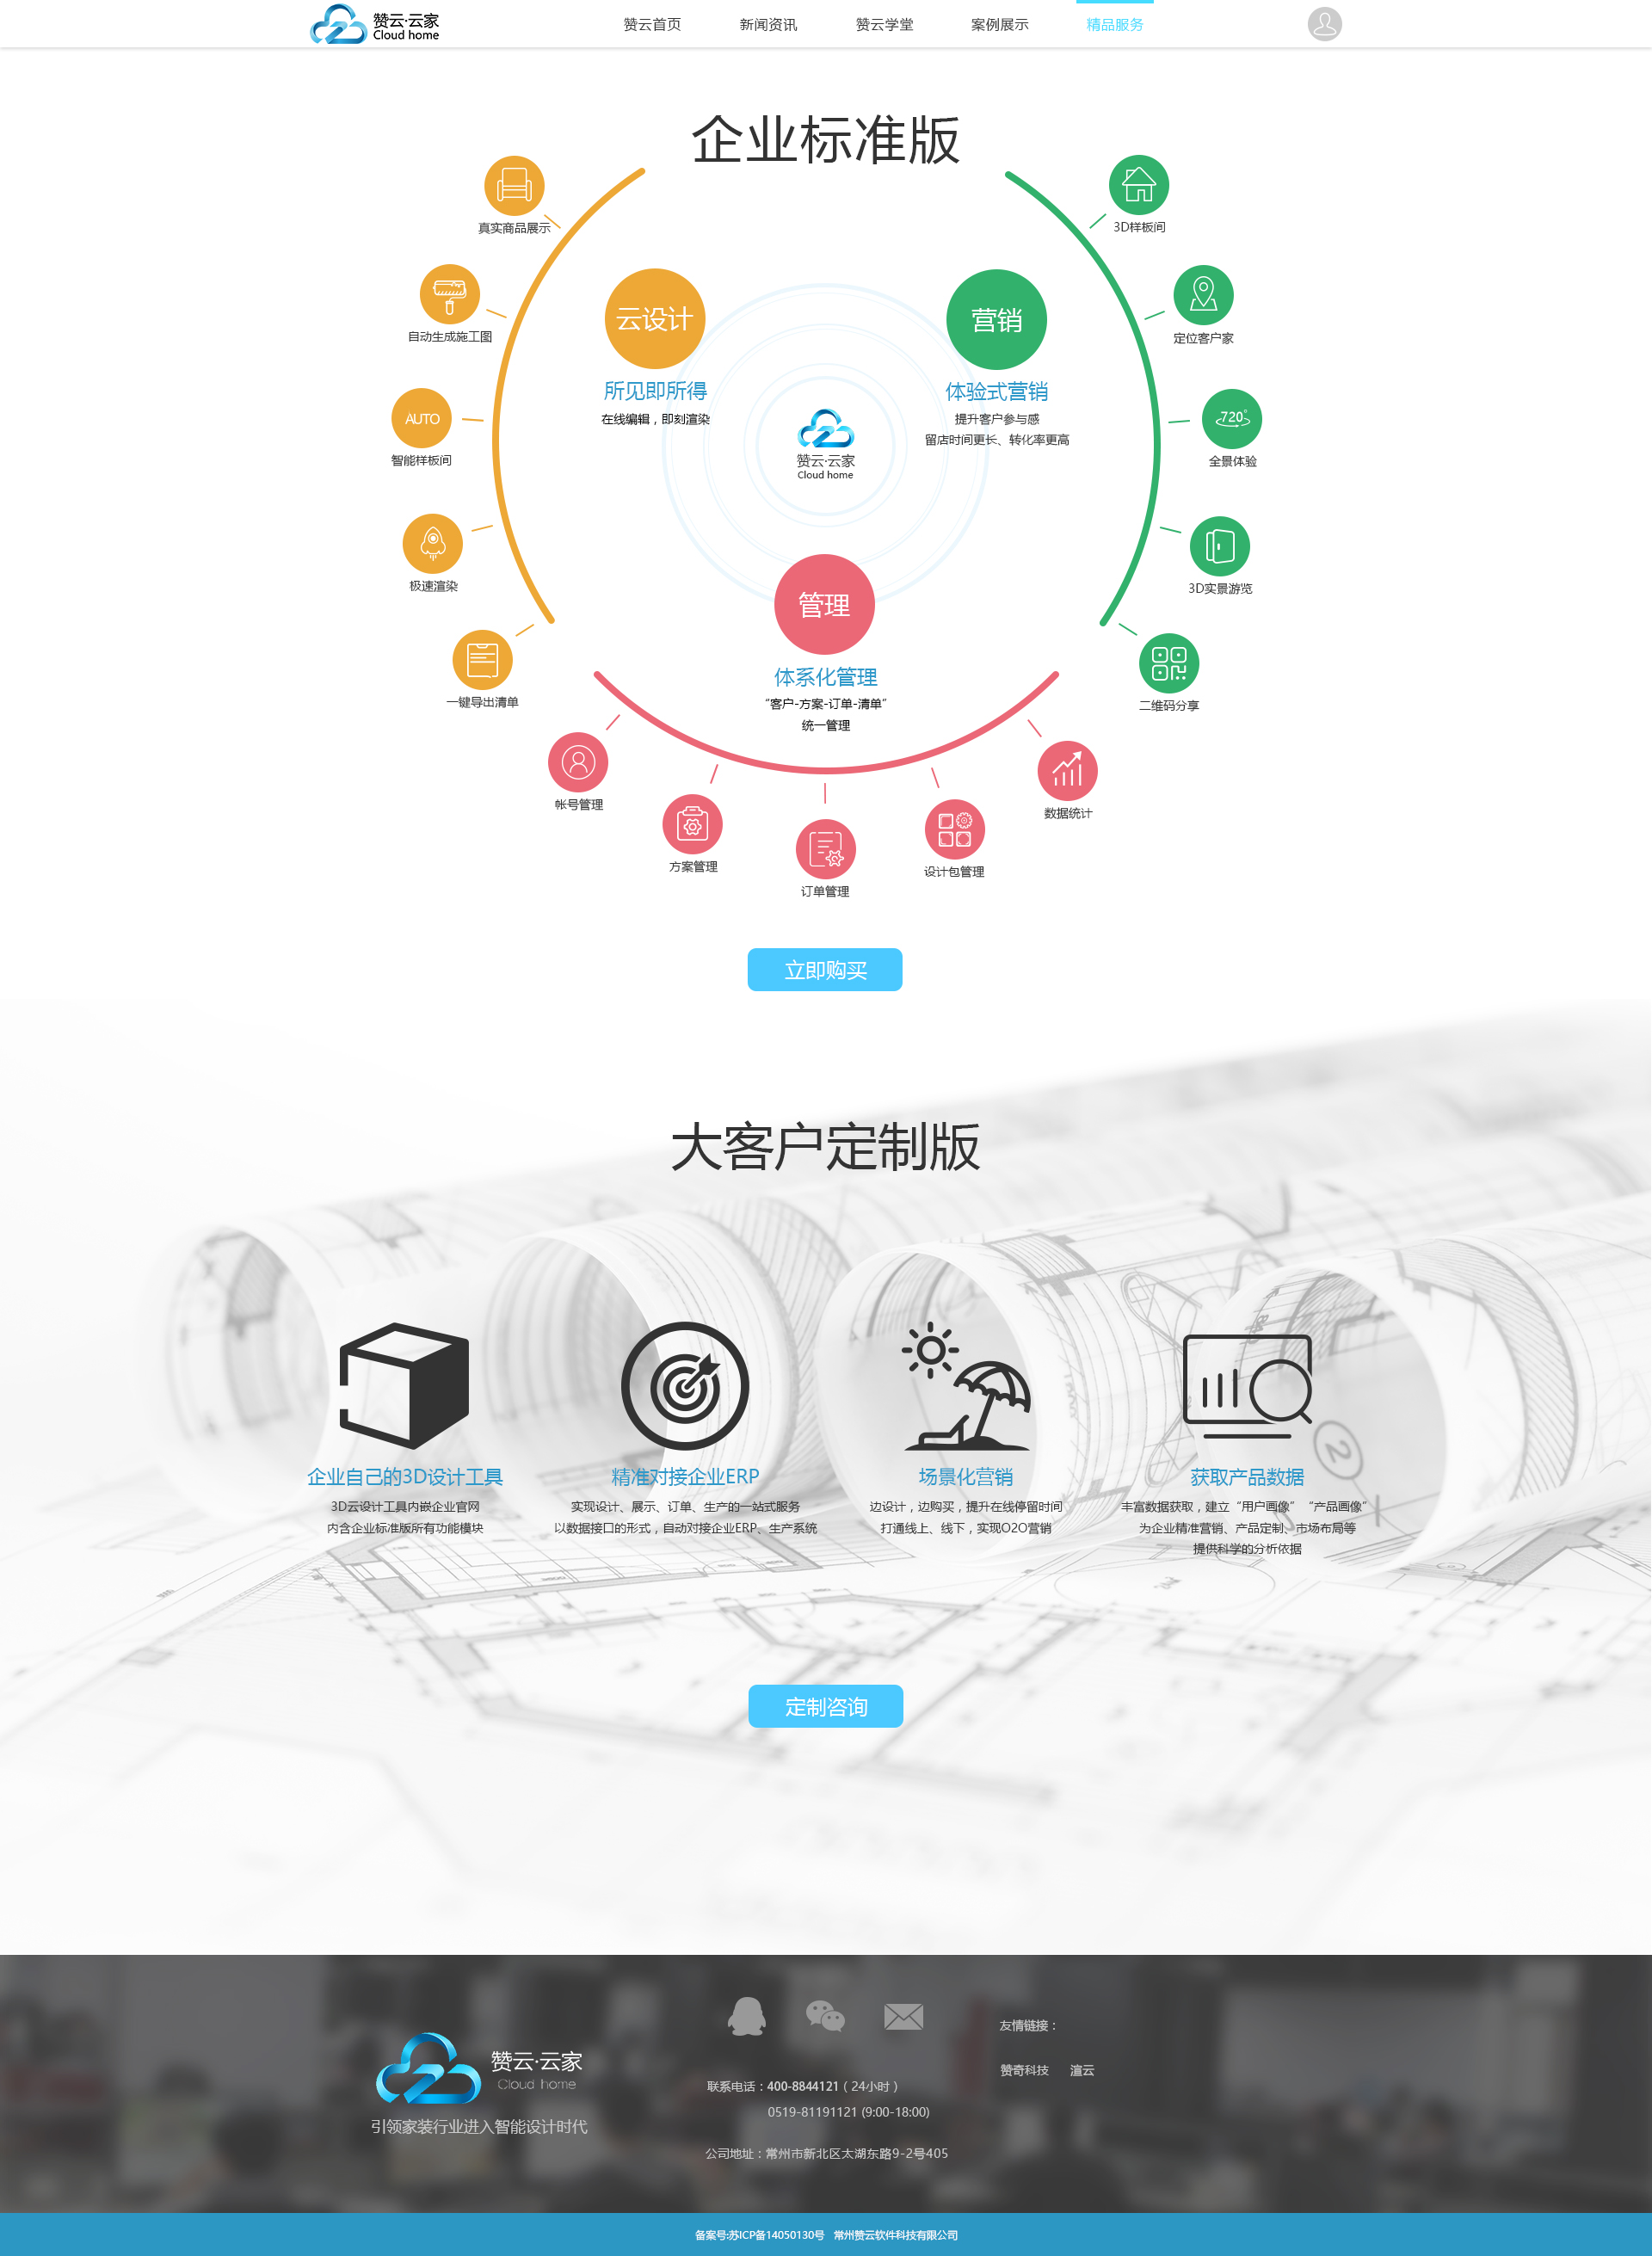 赞云·云家
Cloud home
赞云首页
新闻资讯
赞云学堂
案例展示
精品服务
企业标准版
真实商品展示
自动生成施工图
AUTO
智能样板间
极速渲染
一键导出清单
云设计
所见即所得
在线编辑，即刻渲染
赞云·云家
Cloud home
营销
体验式营销
提升客户参与感
留店时间更长、转化率更高
3D样板间
定位客户家
720°
全景体验
3D实景游览
二维码分享
管理
体系化管理
“客户-方案-订单-清单”
统一管理
帐号管理
方案管理
订单管理
设计包管理
数据统计
立即购买
大客户定制版
企业自己的3D设计工具
3D云设计工具内嵌企业官网
内含企业标准版所有功能模块
精准对接企业ERP
实现设计、展示、订单、生产的一站式服务
以数据接口的形式，自动对接企业ERP、生产系统
场景化营销
边设计，边购买，提升在线停留时间
打通线上、线下，实现O2O营销
获取产品数据
丰富数据获取，建立“用户画像”“产品画像”
为企业精准营销、产品定制、市场布局等
提供科学的分析依据
定制咨询
赞云·云家
Cloud home
引领家装行业进入智能设计时代
联系电话：400-8844121（24小时）
0519-81191121 (9:00-18:00)
公司地址：常州市新北区太湖东路9-2号405
友情链接：
赞奇科技 渲云
备案号:苏ICP备14050130号 常州赞云软件科技有限公司